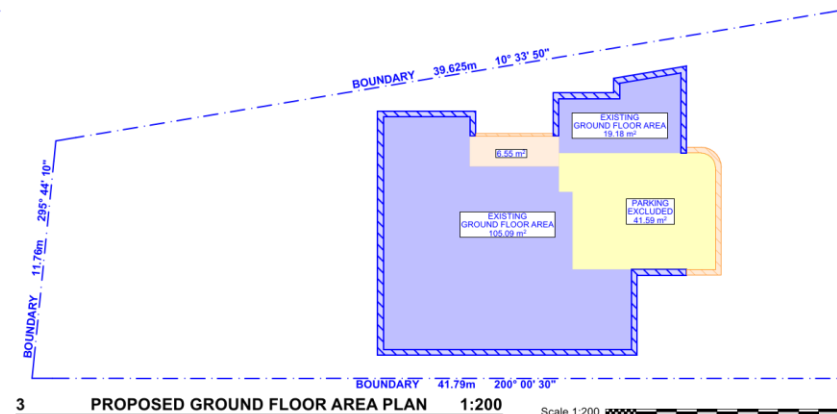 BOUNDARY 39.625m 10° 33' 50"
EXISTING
GROUND FLOOR AREA
19.18 m²
6.55 m²
BOUNDARY 11.76m 295° 44' 10"
PARKING
EXCLUDED
41.59 m²
EXISTING
GROUND FLOOR AREA
105.09 m²
BOUNDARY 41.79m 200° 00' 30"
3 PROPOSED GROUND FLOOR AREA PLAN 1:200
Scale 1:200